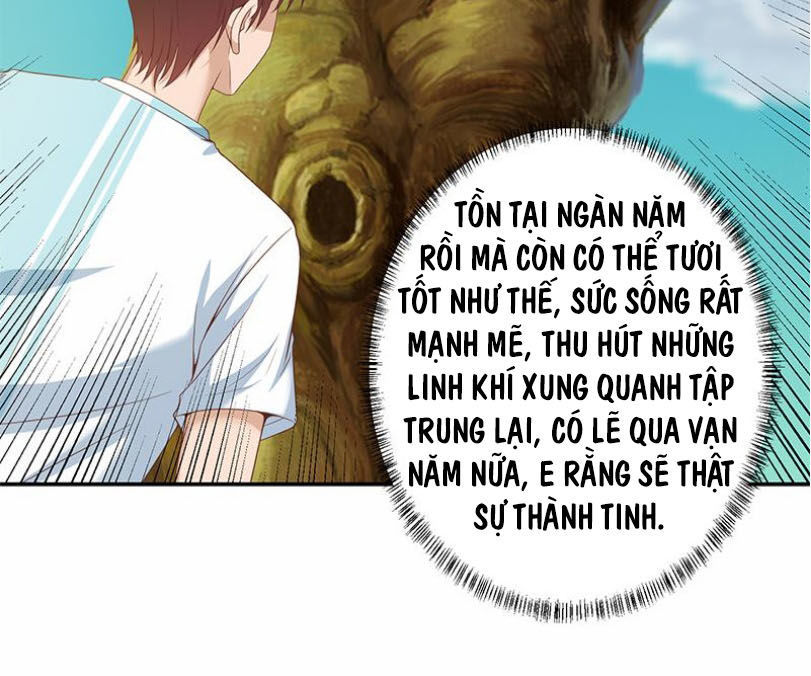 TỒN TẠI NGÀN NĂM
RỒI MÀ CÒN CÓ THỂ TƯƠI
TỐT NHƯ THẾ, SỨC SỐNG RẤT
MẠNH MẼ, THU HÚT NHỮNG
LINH KHÍ XUNG QUANH TẬP
TRUNG LẠI, CÓ LẼ QUA VẠN
NĂM NỮA, E RẰNG SẼ THẬT
SỰ THÀNH TINH.